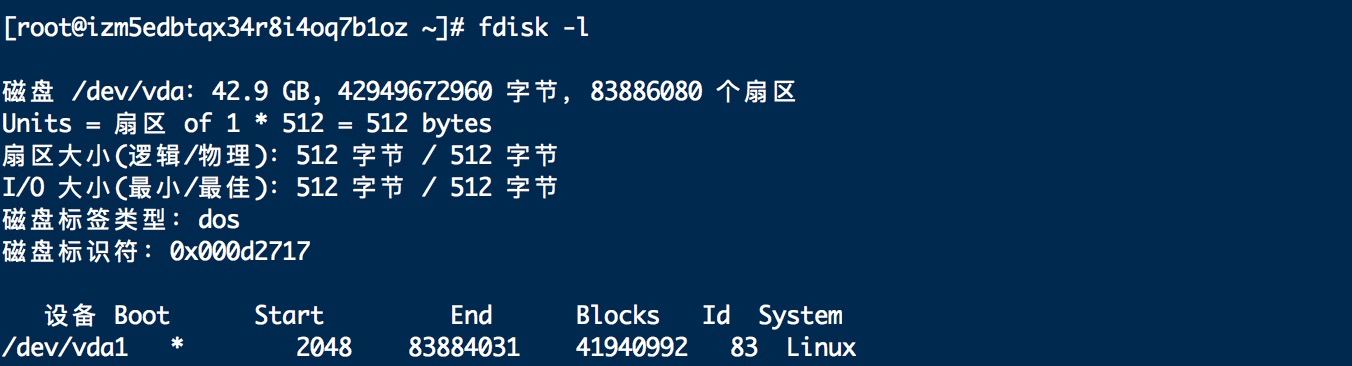 [root@izm5edbtqx34r8i4oq7b1oz ~]# fdisk -l
磁盘 /dev/vda：42.9 GB, 42949672960 字节，83886080 个扇区
Units = 扇区 of 1 * 512 = 512 bytes
扇区大小(逻辑/物理)：512 字节 / 512 字节
I/O 大小(最小/最佳)：512 字节 / 512 字节
磁盘标签类型：dos
磁盘标识符：0x000d2717
设备 Boot Start End Blocks Id System
/dev/vda1 * 2048 83884031 41940992 83 Linux